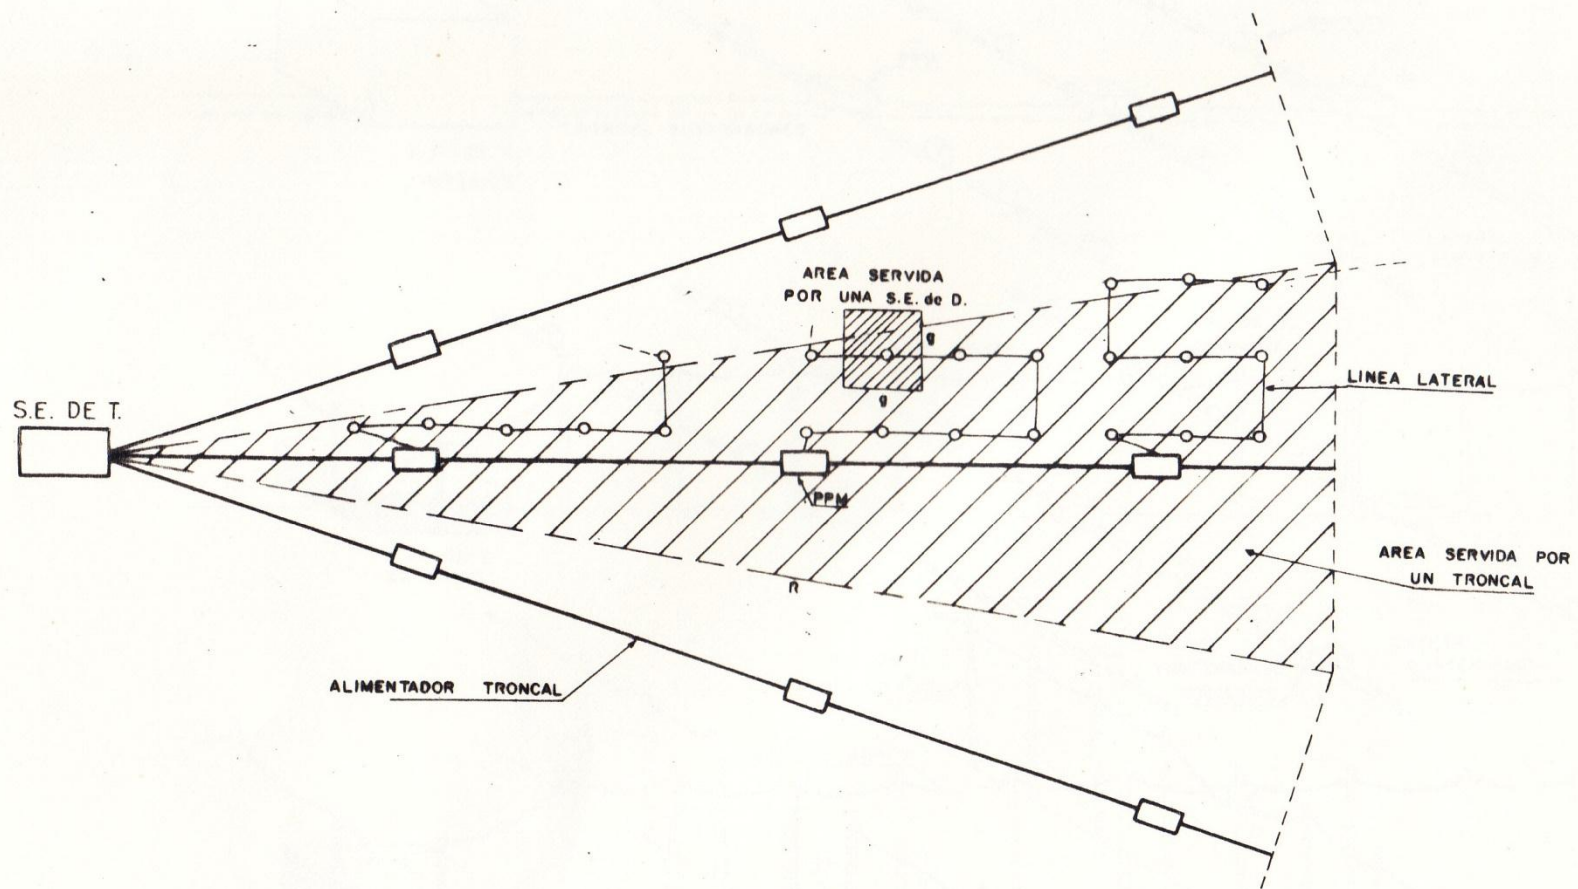 AREA SERVIDA
POR UNA S.E. de D.
g
g
LINEA LATERAL
S.E. DE T.
PPM
AREA SERVIDA POR
UN TRONCAL
R
ALIMENTADOR TRONCAL